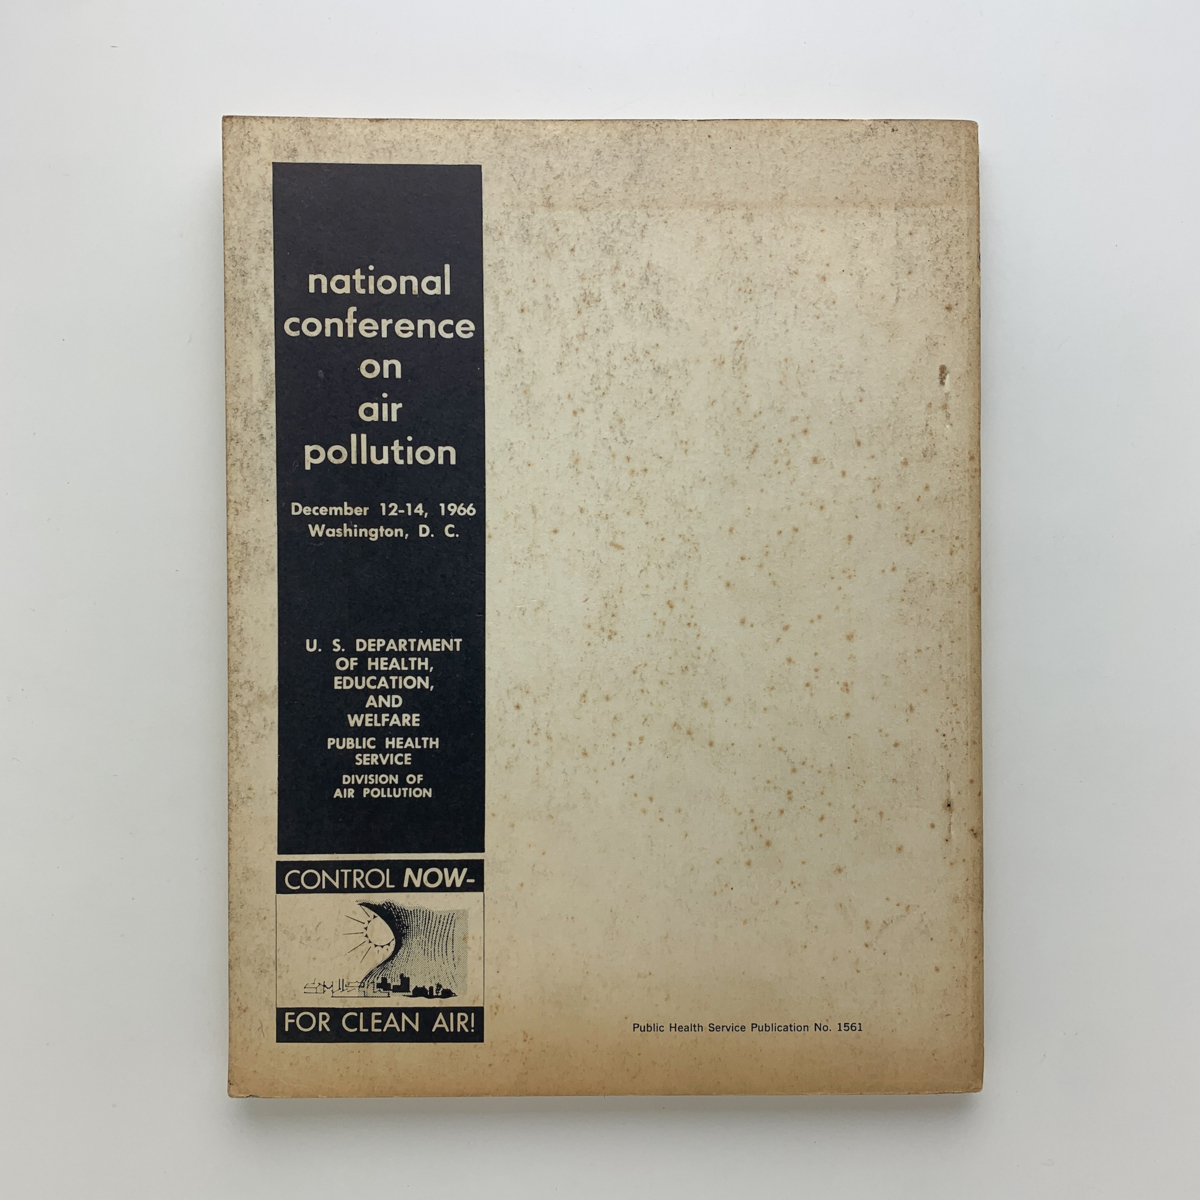 national
conference
on
air
pollution
December 12-14, 1966
Washington, D. C.
U. S. DEPARTMENT
OF HEALTH,
EDUCATION,
AND
WELFARE
PUBLIC HEALTH
SERVICE
DIVISION OF
AIR POLLUTION
CONTROL NOW-
FOR CLEAN AIR!
Public Health Service Publication No. 1561